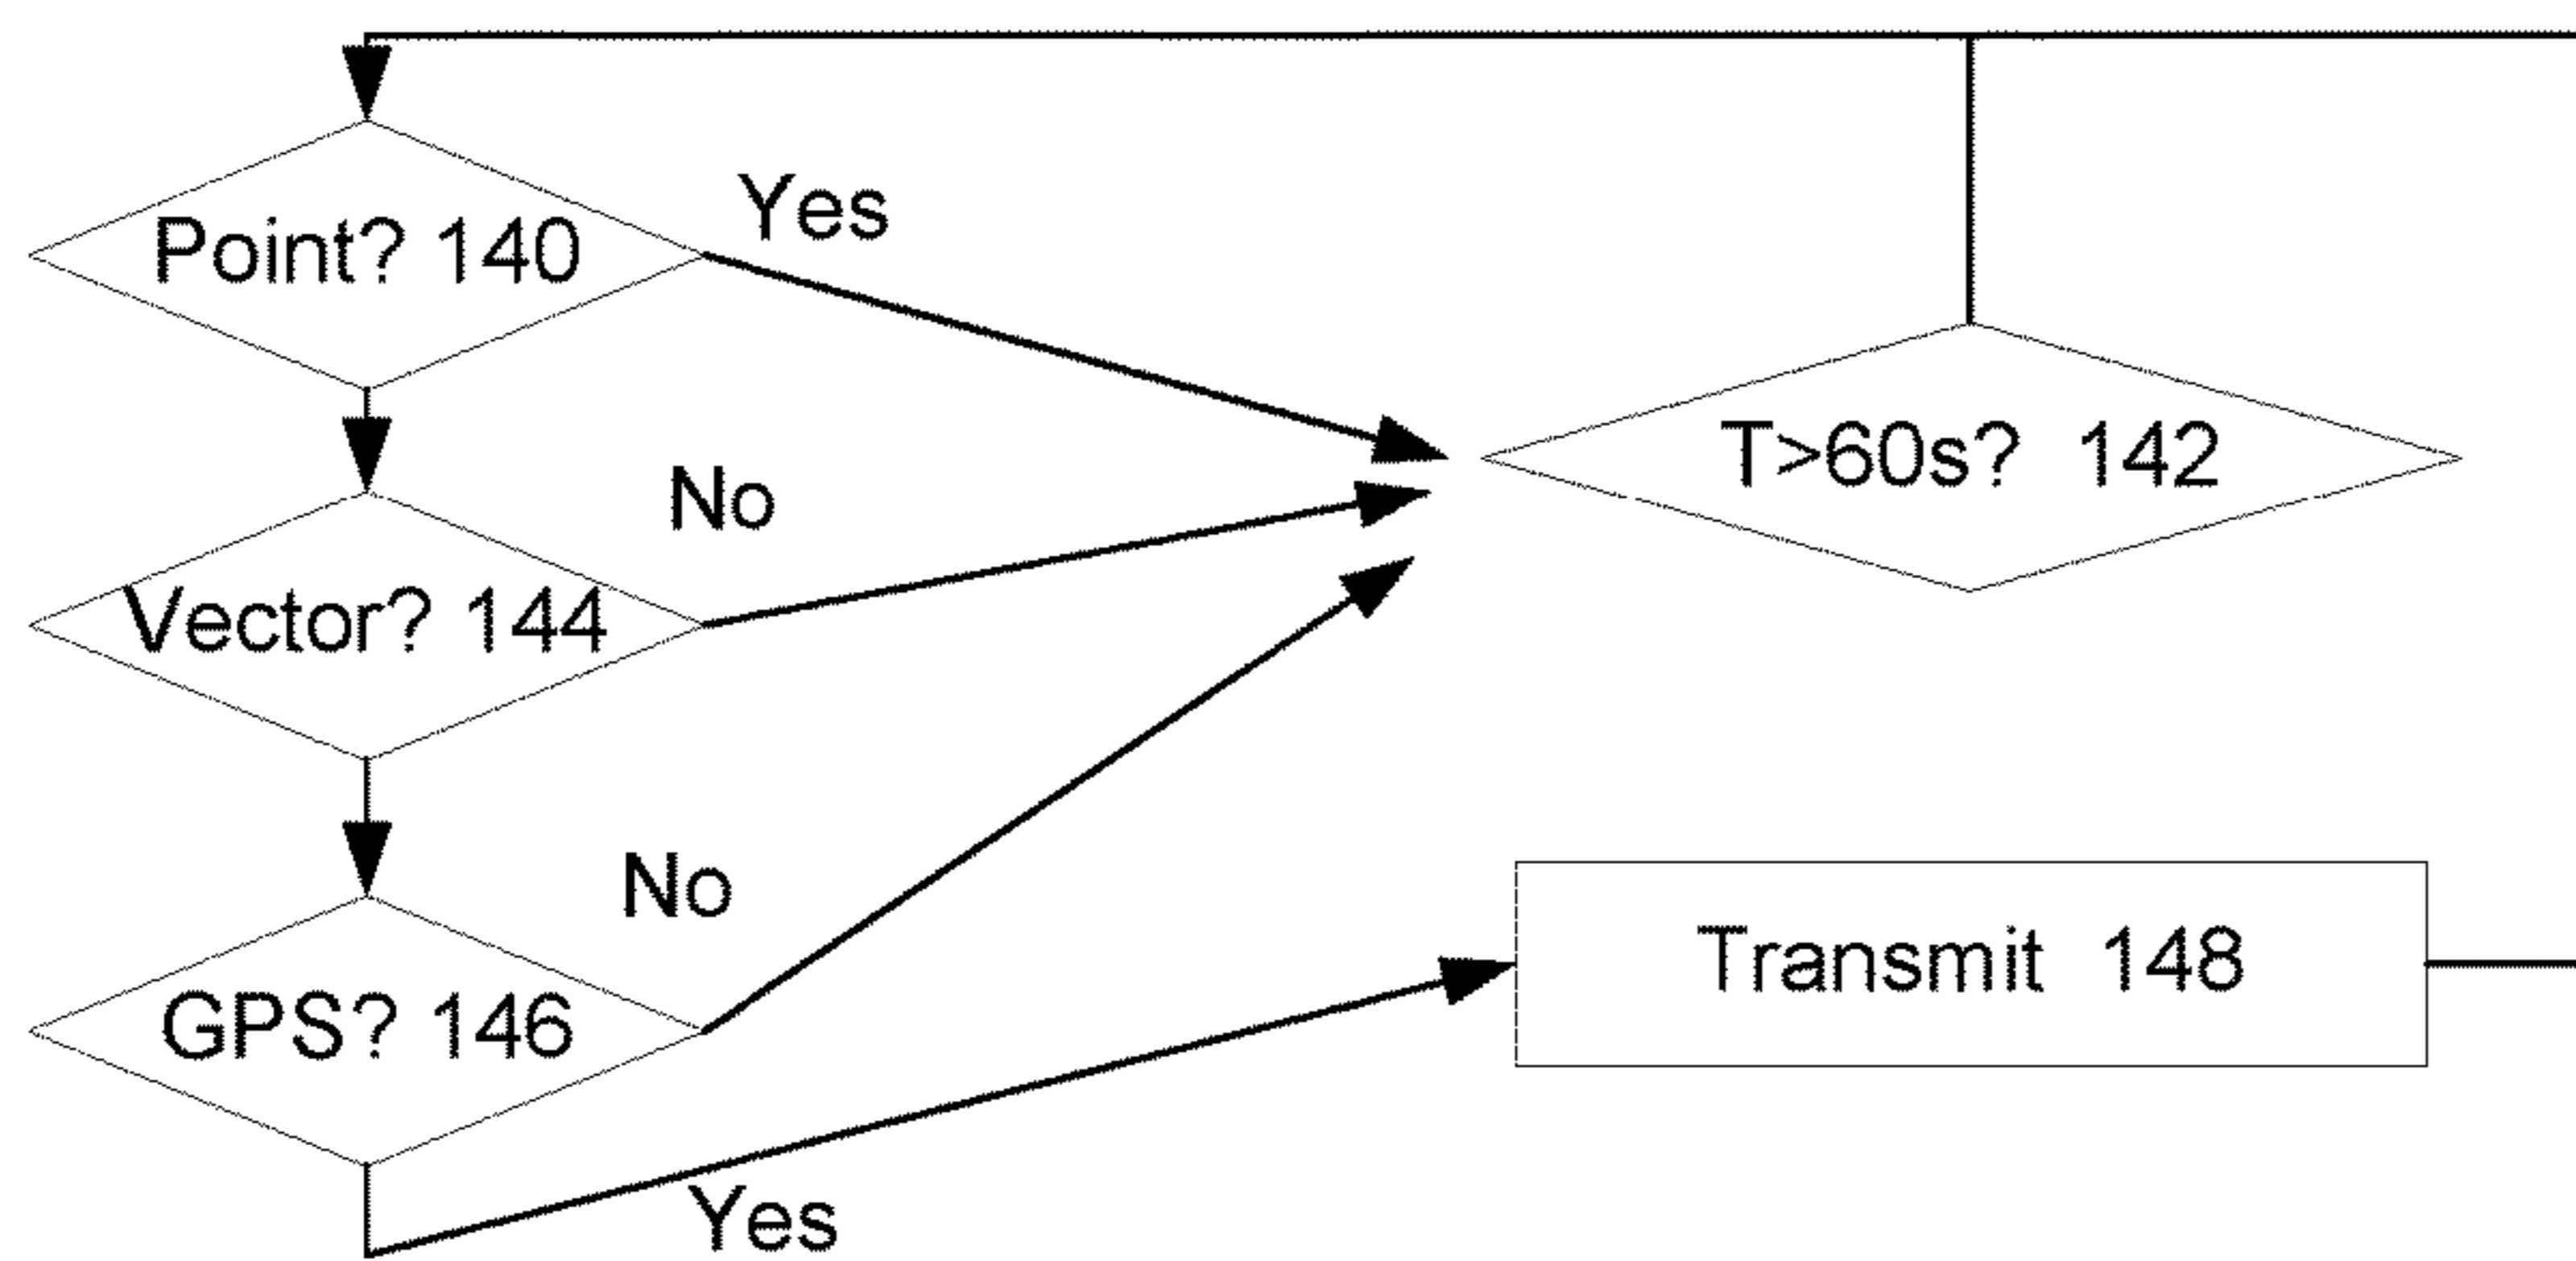 Yes
Point? 140
T>60s? 142
No
Vector? 144
No
Transmit 148
GPS? 146
Yes